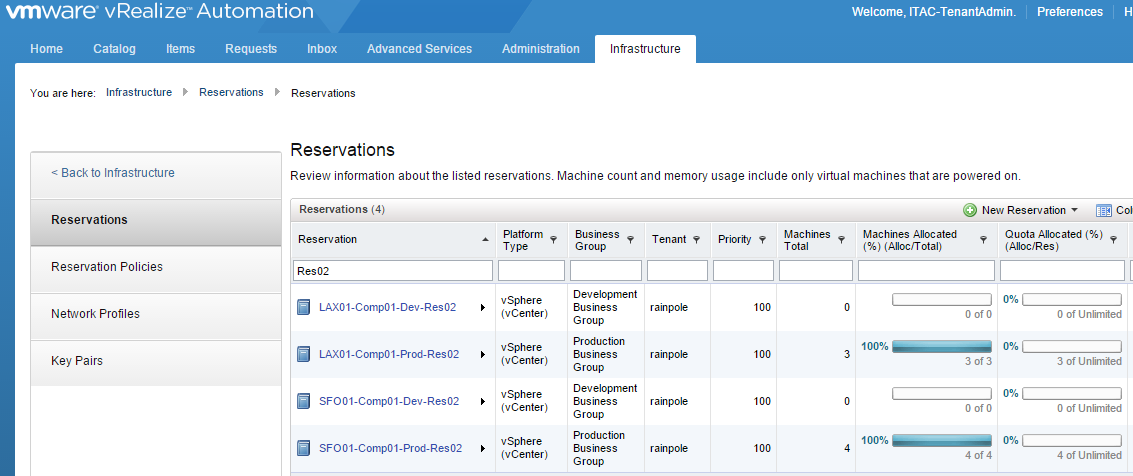 vmware® vRealize™ Automation
Welcome, ITAC-TenantAdmin. Preferences H
Home Catalog Items Requests Inbox Advanced Services Administration Infrastructure
You are here: Infrastructure Reservations Reservations
< Back to Infrastructure
Reservations
Reservation Policies
Network Profiles
Key Pairs
Reservations
Review information about the listed reservations. Machine count and memory usage include only virtual machines that are powered on.
Reservations (4)
New Reservation Col
Reservation
Platform
Type
Business
Group
Tenant
Priority
Machines
Total
Machines Allocated
(%) (Alloc/Total)
Quota Allocated (%)
(Alloc/Res)
Res02
LAX01-Comp01-Dev-Res02
vSphere
(vCenter)
Development
Business
Group
rainpole
100
0
0 of 0
0%
0 of Unlimited
LAX01-Comp01-Prod-Res02
vSphere
(vCenter)
Production
Business
Group
rainpole
100
3
100%
3 of 3
0%
3 of Unlimited
SFO01-Comp01-Dev-Res02
vSphere
(vCenter)
Development
Business
Group
rainpole
100
0
0 of 0
0%
0 of Unlimited
SFO01-Comp01-Prod-Res02
vSphere
(vCenter)
Production
Business
Group
rainpole
100
4
100%
4 of 4
0%
4 of Unlimited